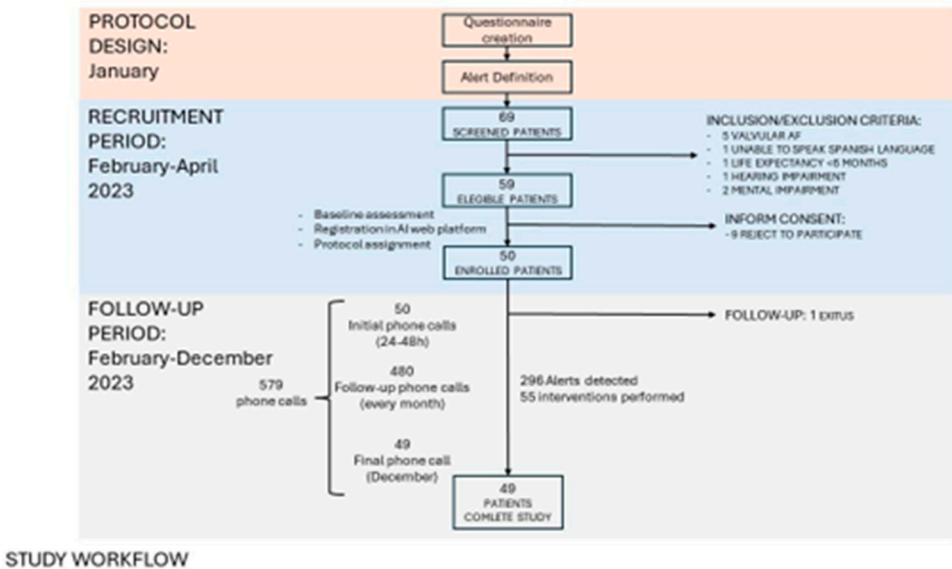 PROTOCOL
DESIGN:
January
Questionnaire
creation
Alert Definition
RECRUITMENT
PERIOD:
February-April
2023
69
SCREENED PATIENTS
INCLUSION/EXCLUSION CRITERIA:
- 5 VALVULAR AF
- 1 UNABLE TO SPEAK SPANISH LANGUAGE
- 1 LIFE EXPECTANCY <6 MONTHS
- 1 HEARING IMPAIRMENT
- 2 MENTAL IMPAIRMENT
59
ELEGIBLE PATIENTS
- Baseline assessment
- Registration in AI web platform
- Protocol assignment
INFORM CONSENT:
- 9 REJECT TO PARTICIPATE
50
ENROLLED PATIENTS
FOLLOW-UP
PERIOD:
February-December
2023
579
phone calls
50
Initial phone calls
(24-48h)
480
Follow-up phone calls
(every month)
49
Final phone call
(December)
FOLLOW-UP: 1 EXITUS
296 Alerts detected
55 interventions performed
49
PATIENTS
COMLETE STUDY
STUDY WORKFLOW